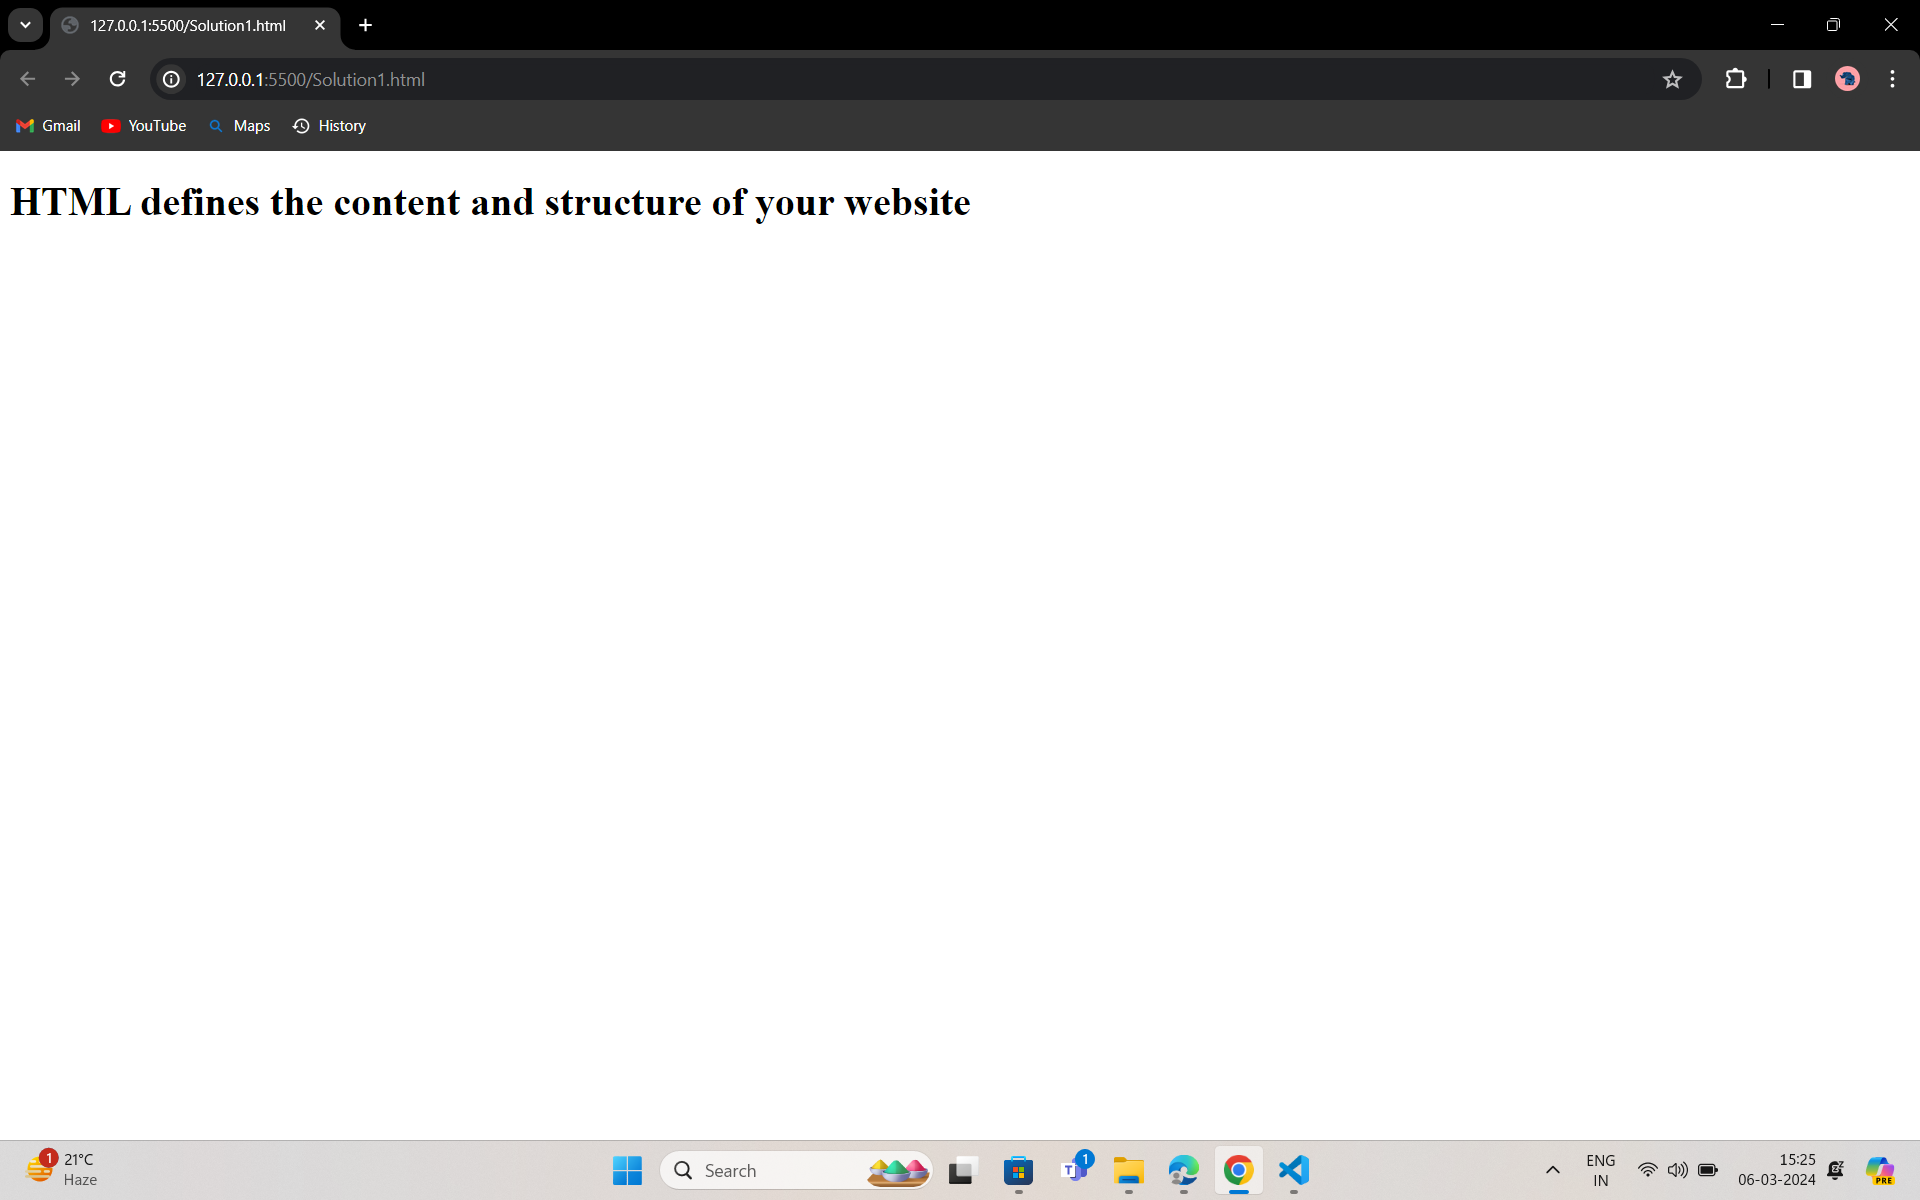 127.0.0.1:5500/Solution1.html
127.0.0.1:5500/Solution1.html
Gmail YouTube Maps History
HTML defines the content and structure of your website
1
21°C
Haze
Search
T 1
ENG
IN
15:25
06-03-2024
PRE